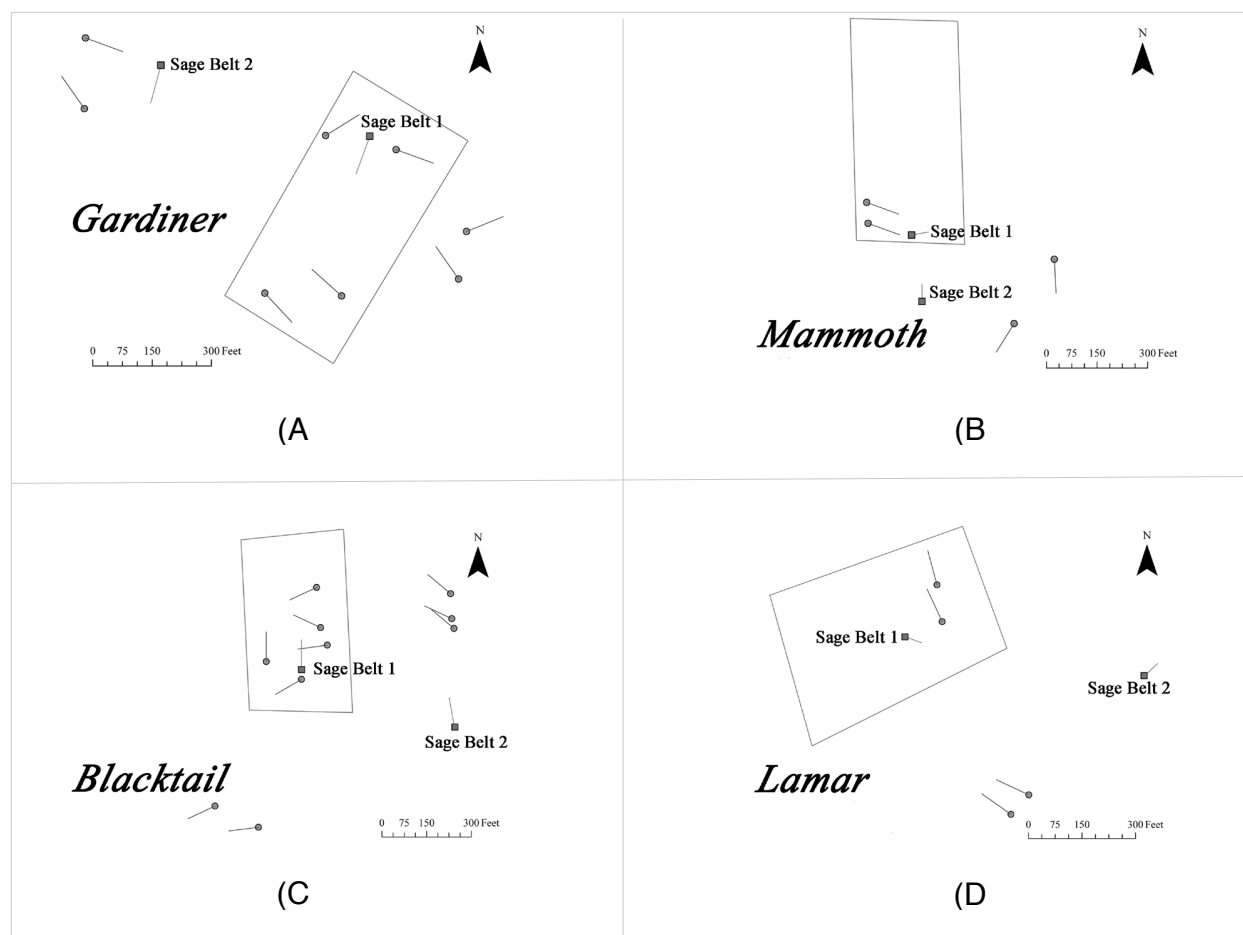 N
Sage Belt 2
Sage Belt 1
Gardiner
0 75 150 300 Feet
(A
N
Sage Belt 1
Sage Belt 2
Mammoth
0 75 150 300 Feet
(B
N
Sage Belt 1
Sage Belt 2
Blacktail
0 75 150 300 Feet
(C
N
Sage Belt 1
Sage Belt 2
Lamar
0 75 150 300 Feet
(D